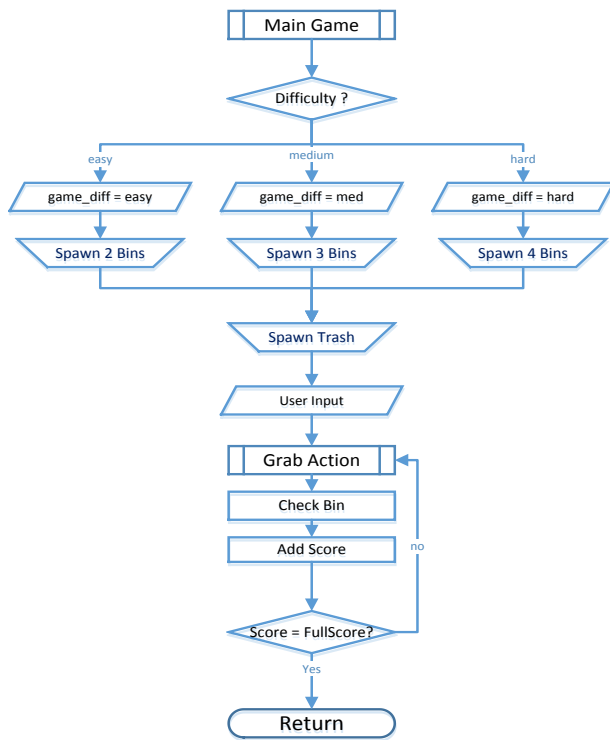 Main Game
Difficulty ?
easy
medium
hard
game_diff = easy
game_diff = med
game_diff = hard
Spawn 2 Bins
Spawn 3 Bins
Spawn 4 Bins
Spawn Trash
User Input
Grab Action
Check Bin
Add Score
no
Score = FullScore?
Yes
Return